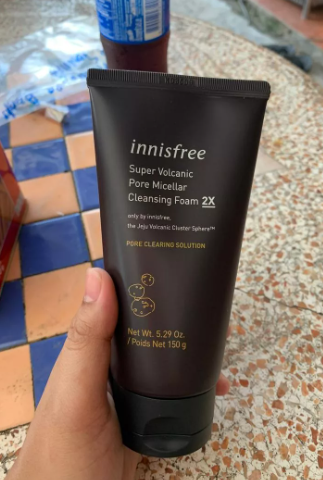 innisfree
Super Volcanic
Pore Micellar
Cleansing Foam 2X
only by innisfree,
the Jeju Volcanic Cluster Sphere™
PORE CLEARING SOLUTION
Net Wt. 5.29 Oz.
/ Poids Net 150 g